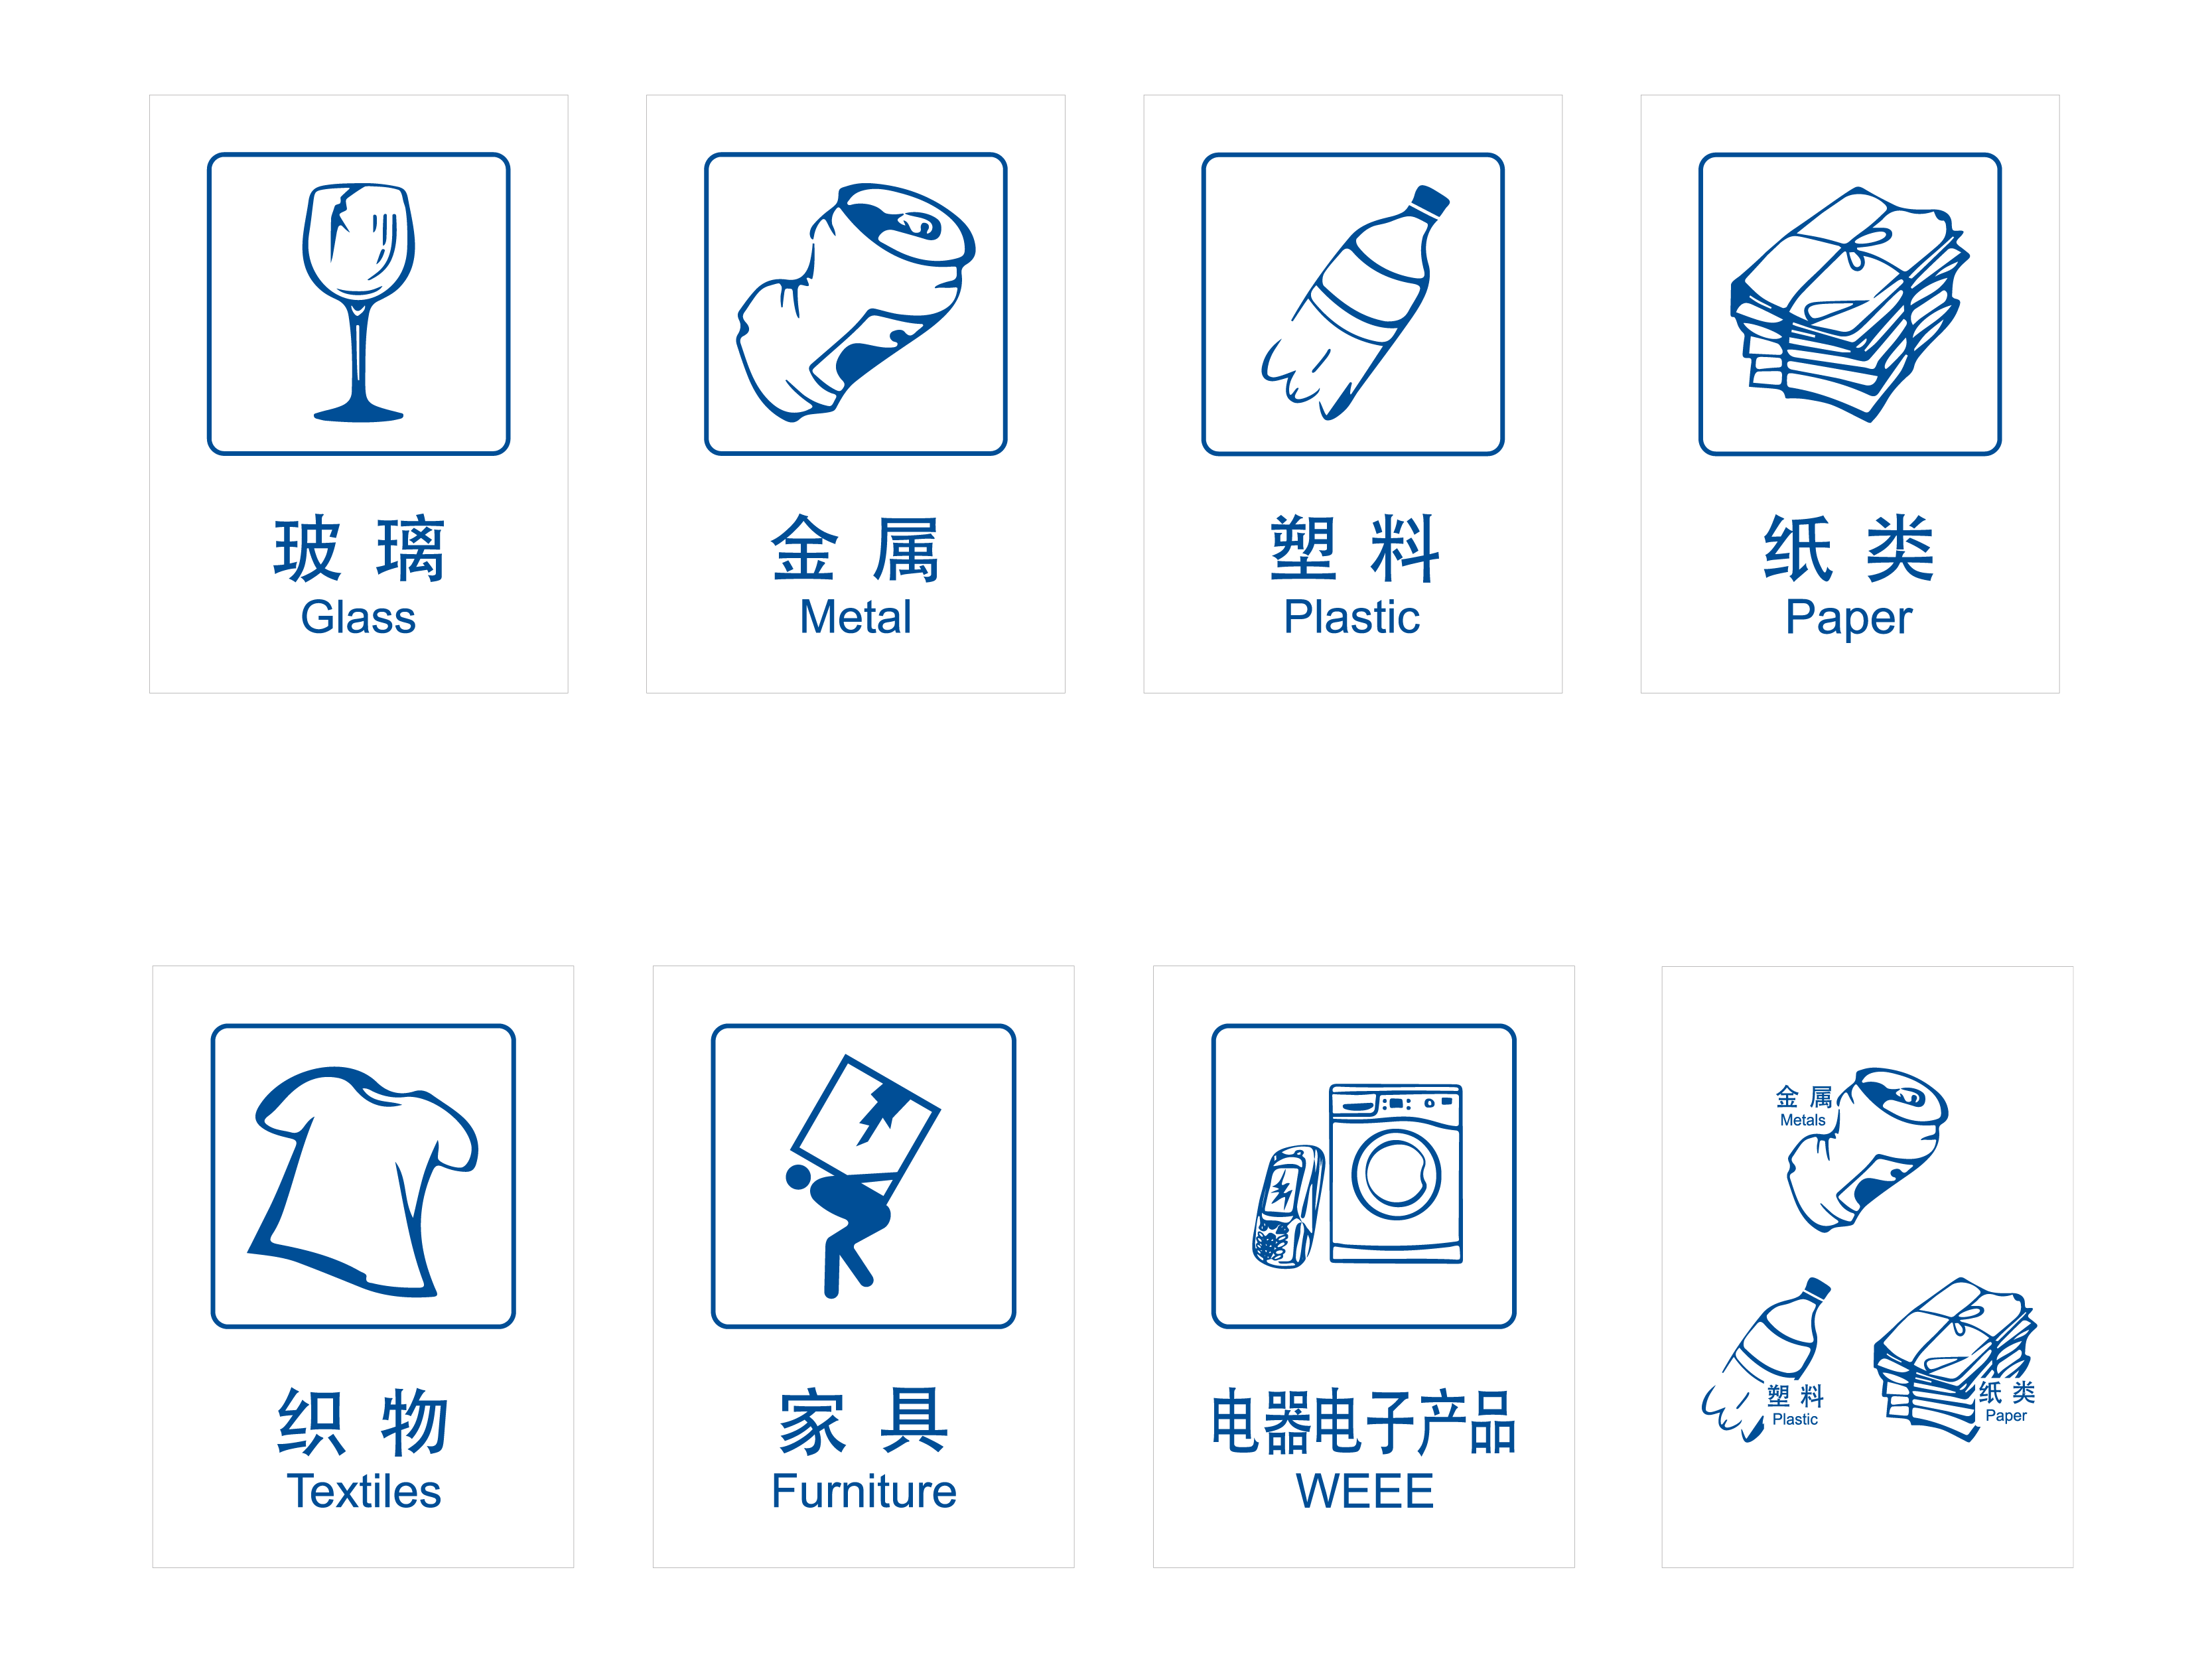 玻璃
Glass
金属
Metal
塑料
Plastic
纸类
Paper
织物
Textiles
家具
Furniture
电器电子产品
WEEE
金属
Metals
塑料
Plastic
纸类
Paper